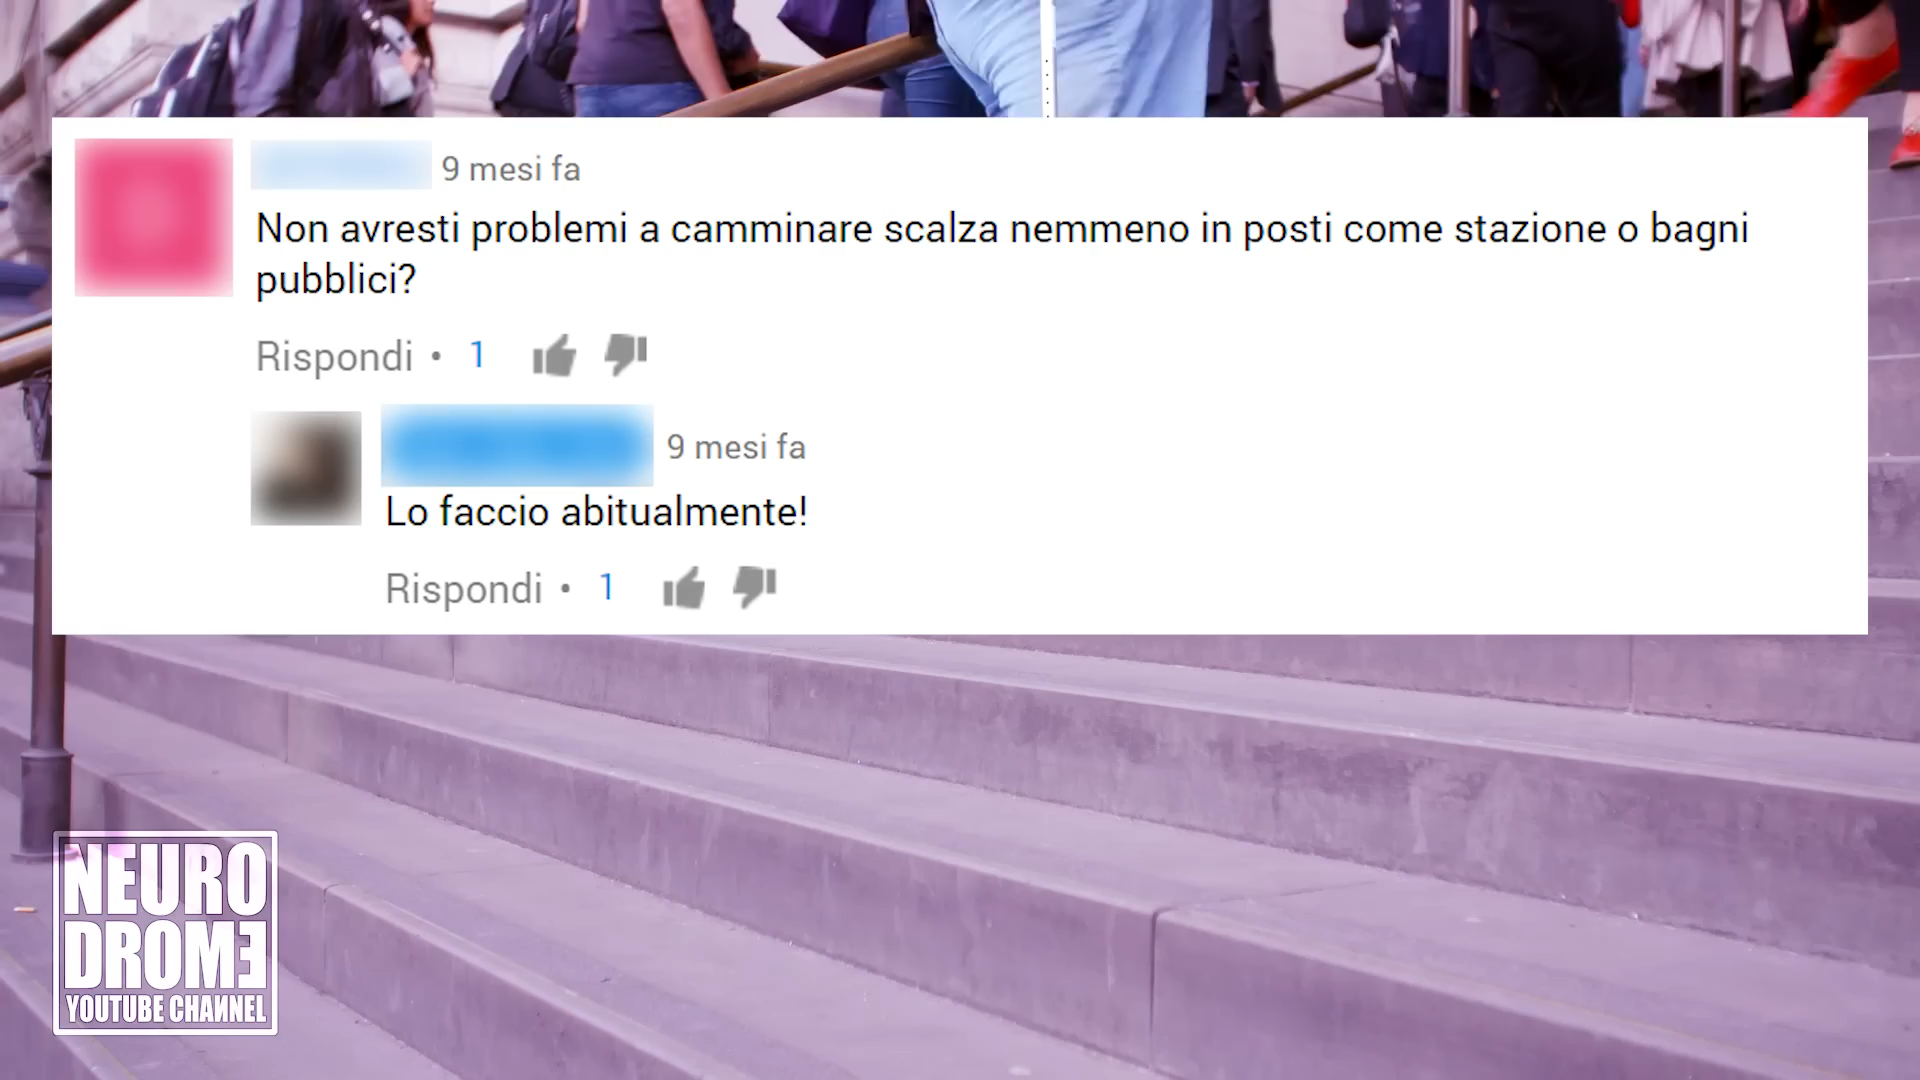 9 mesi fa
Non avresti problemi a camminare scalza nemmeno in posti come stazione o bagni
pubblici?
Rispondi • 1
9 mesi fa
Lo faccio abitualmente!
Rispondi • 1
NEURO
DROME
YOUTUBE CHANNEL